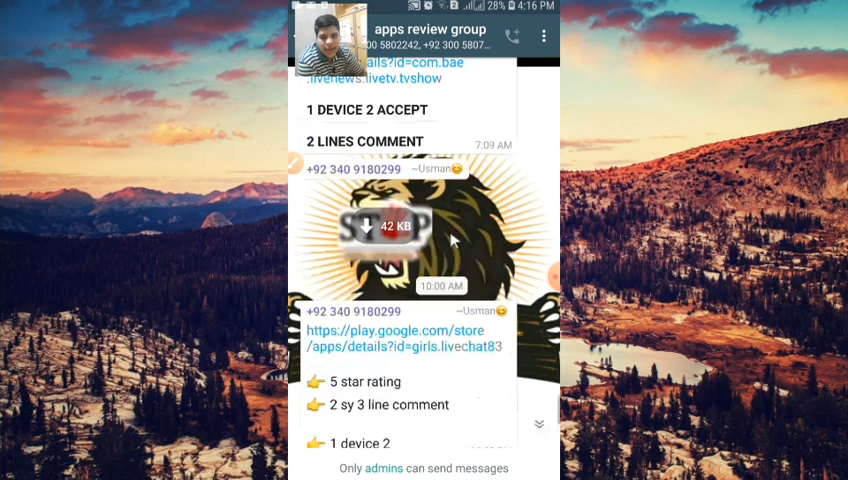 28% 4:16 PM
apps review group
00 5802242, +92 300 5807...
ails?id=com.bae
.livenews.livetv.tvshow
1 DEVICE 2 ACCEPT
2 LINES COMMENT
7:09 AM
+92 340 9180299 ~Usman😋
42 KB
10:00 AM
+92 340 9180299 ~Usman😋
https://play.google.com/store
/apps/details?id=girls.livechat83
👉 5 star rating
👉 2 sy 3 line comment
👉 1 device 2
Only admins can send messages